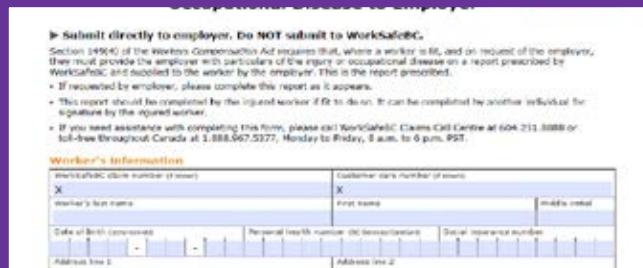 Occupational Disease to Employer
▶ Submit directly to employer. Do NOT submit to WorkSafeBC.
Section 149(4) of the Workers Compensation Act requires that, where a worker is fit, and on request of the employer,
they must provide the employer with particulars of the injury or occupational disease on a report prescribed by
WorkSafeBC and supplied to the worker by the employer. This is the report prescribed.
• If requested by employer, please complete this report as it appears.
• This report should be completed by the injured worker if fit to do so. It can be completed by another individual for
signature by the injured worker.
• If you need assistance with completing this form, please call WorkSafeBC Claims Call Centre at 604.231.8888 or
toll-free throughout Canada at 1.888.967.5377, Monday to Friday, 8 a.m. to 6 p.m. PST.
Worker's Information
WorkSafeBC claim number (if known) Customer care number (if known)
X X
Worker's last name First name Middle initial
Date of birth Personal health number Social insurance number
- -
Address line 1 Address line 2